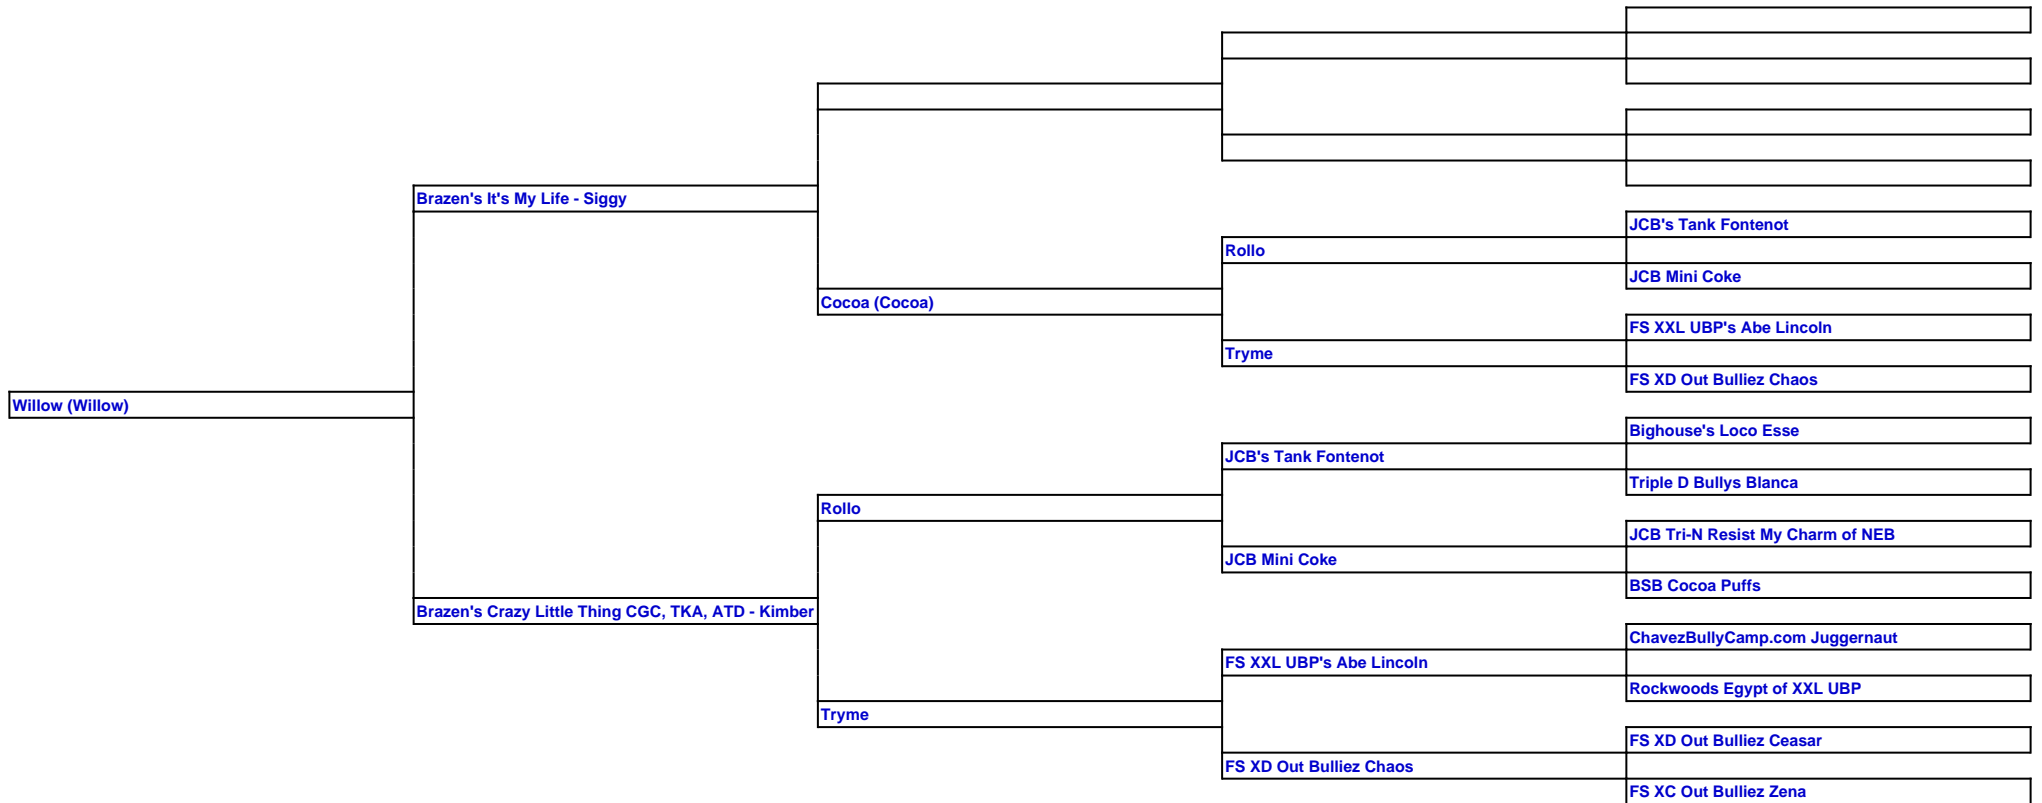 Brazen's It's My Life - Siggy
JCB's Tank Fontenot
Rollo
JCB Mini Coke
Cocoa (Cocoa)
FS XXL UBP's Abe Lincoln
Tryme
FS XD Out Bulliez Chaos
Willow (Willow)
Bighouse's Loco Esse
JCB's Tank Fontenot
Triple D Bullys Blanca
Rollo
JCB Tri-N Resist My Charm of NEB
JCB Mini Coke
BSB Cocoa Puffs
Brazen's Crazy Little Thing CGC, TKA, ATD - Kimber
ChavezBullyCamp.com Juggernaut
FS XXL UBP's Abe Lincoln
Rockwoods Egypt of XXL UBP
Tryme
FS XD Out Bulliez Ceasar
FS XD Out Bulliez Chaos
FS XC Out Bulliez Zena